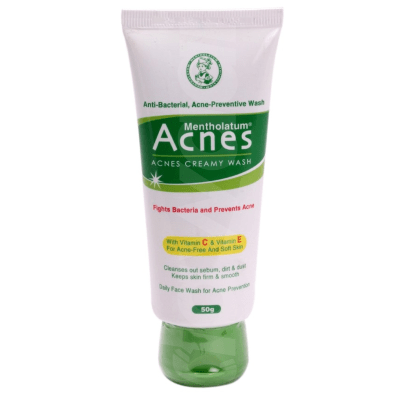 Anti-Bacterial, Acne-Preventive Wash
Mentholatum®
Acnes
ACNES CREAMY WASH
Fights Bacteria and Prevents Acne
With Vitamin C & Vitamin E
For Acne-Free And Soft Skin
Cleanses out sebum, dirt & stale
Keeps skin firm & smooth
Daily Face Wash for Acne Prevention
50g